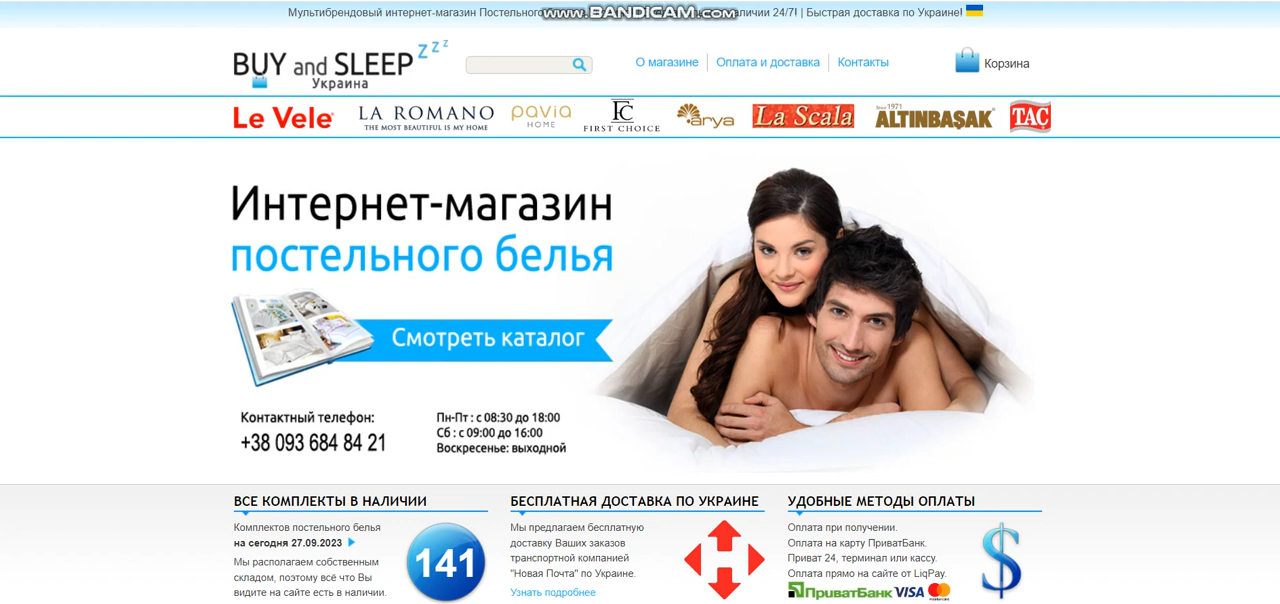 Мультибрендовый интернет-магазин Постельного
www.BANDICAM.com
наличии 24/7! | Быстрая доставка по Украине!
BUY and SLEEP zzz
Украина
О магазине
Оплата и доставка
Контакты
Корзина
Le Vele®
LA ROMANO
THE MOST BEAUTIFUL IS MY HOME
pavia
HOME
FC
FIRST CHOICE
arya
La Scala
Since 1971
ALTINBAŞAK®
TAC
Интернет-магазин
постельного белья
Смотреть каталог
Контактный телефон:
+38 093 684 84 21
Пн-Пт : с 08:30 до 18:00
Сб : с 09:00 до 16:00
Воскресенье: выходной
ВСЕ КОМПЛЕКТЫ В НАЛИЧИИ
Комплектов постельного белья
на сегодня 27.09.2023
Мы располагаем собственным
складом, поэтому всё что Вы
видите на сайте есть в наличии.
141
БЕСПЛАТНАЯ ДОСТАВКА ПО УКРАИНЕ
Мы предлагаем бесплатную
доставку Ваших заказов
транспортной компанией
"Новая Почта" по Украине.
Узнать подробнее
УДОБНЫЕ МЕТОДЫ ОПЛАТЫ
Оплата при получении.
Оплата на карту ПриватБанк.
Приват 24, терминал или кассу.
Оплата прямо на сайте от LiqPay.
ПриватБанк VISA mastercard
$